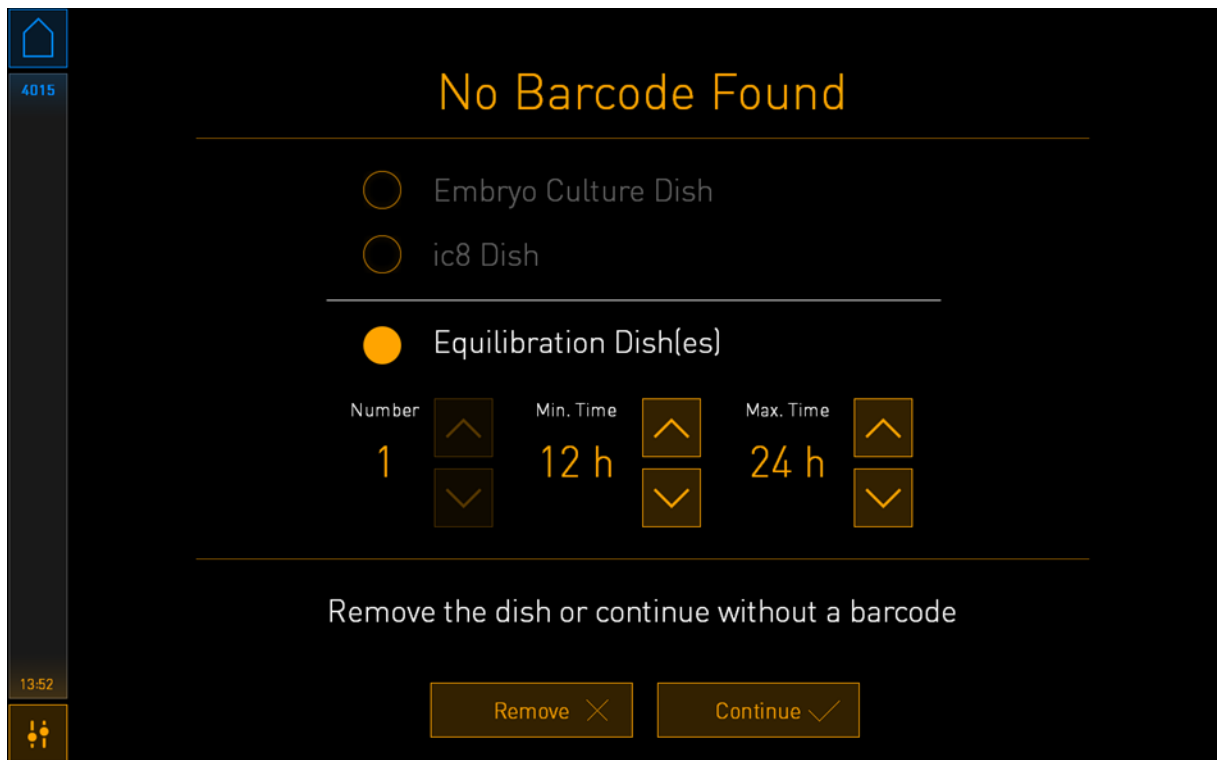 4015
No Barcode Found
Embryo Culture Dish
ic8 Dish
Equilibration Dish(es)
Number Min. Time Max. Time
1 12 h 24 h
Remove the dish or continue without a barcode
13:52
Remove Continue